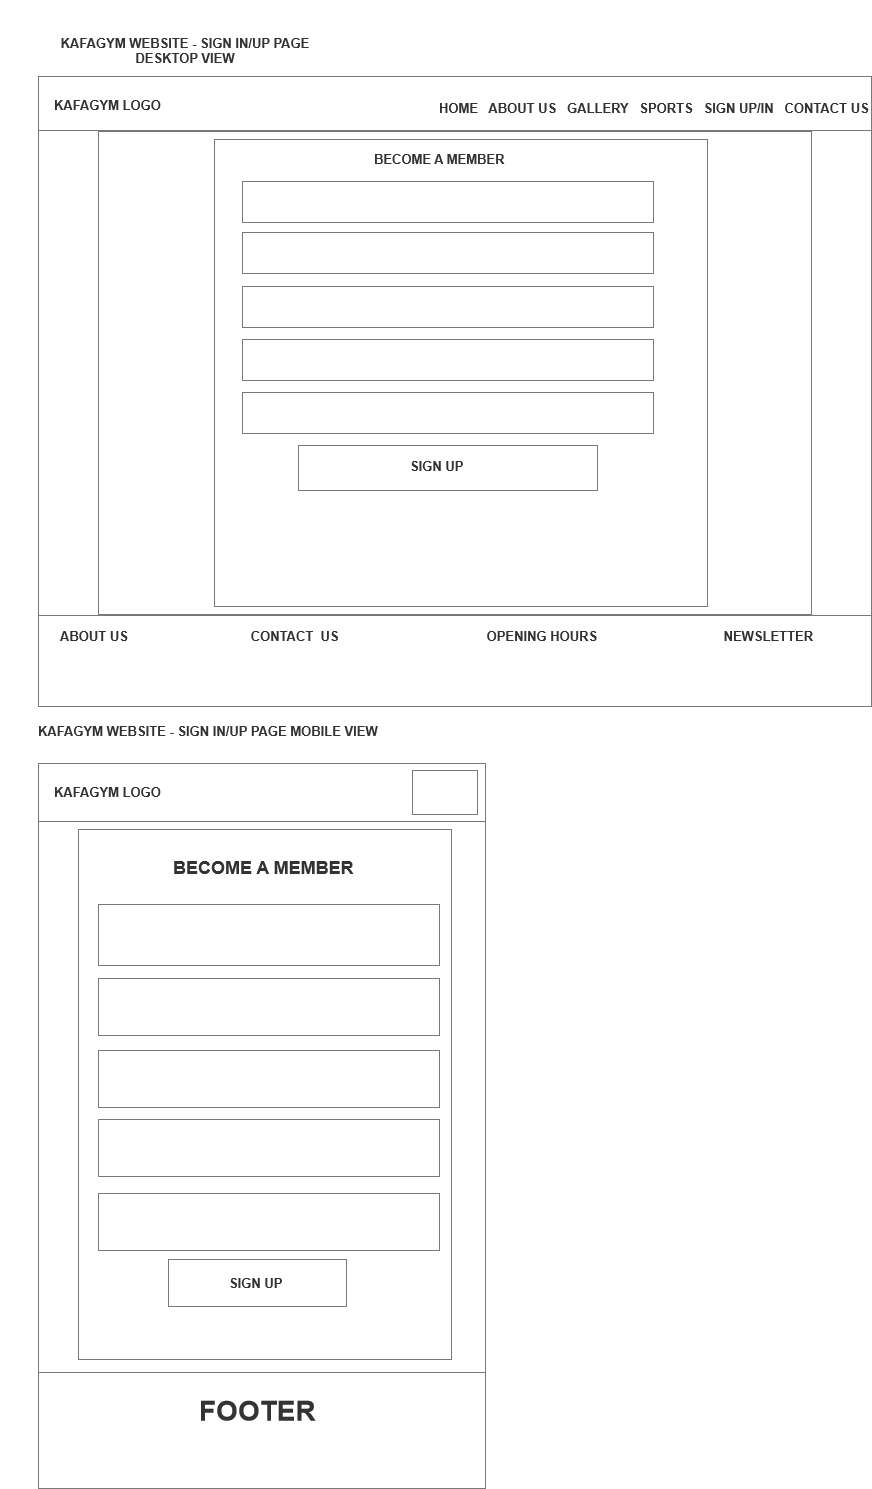 KAFAGYM WEBSITE - SIGN IN/UP PAGE
DESKTOP VIEW
KAFAGYM LOGO
HOME ABOUT US GALLERY SPORTS SIGN UP/IN CONTACT US
BECOME A MEMBER
SIGN UP
ABOUT US CONTACT US OPENING HOURS NEWSLETTER
KAFAGYM WEBSITE - SIGN IN/UP PAGE MOBILE VIEW
KAFAGYM LOGO
BECOME A MEMBER
SIGN UP
FOOTER